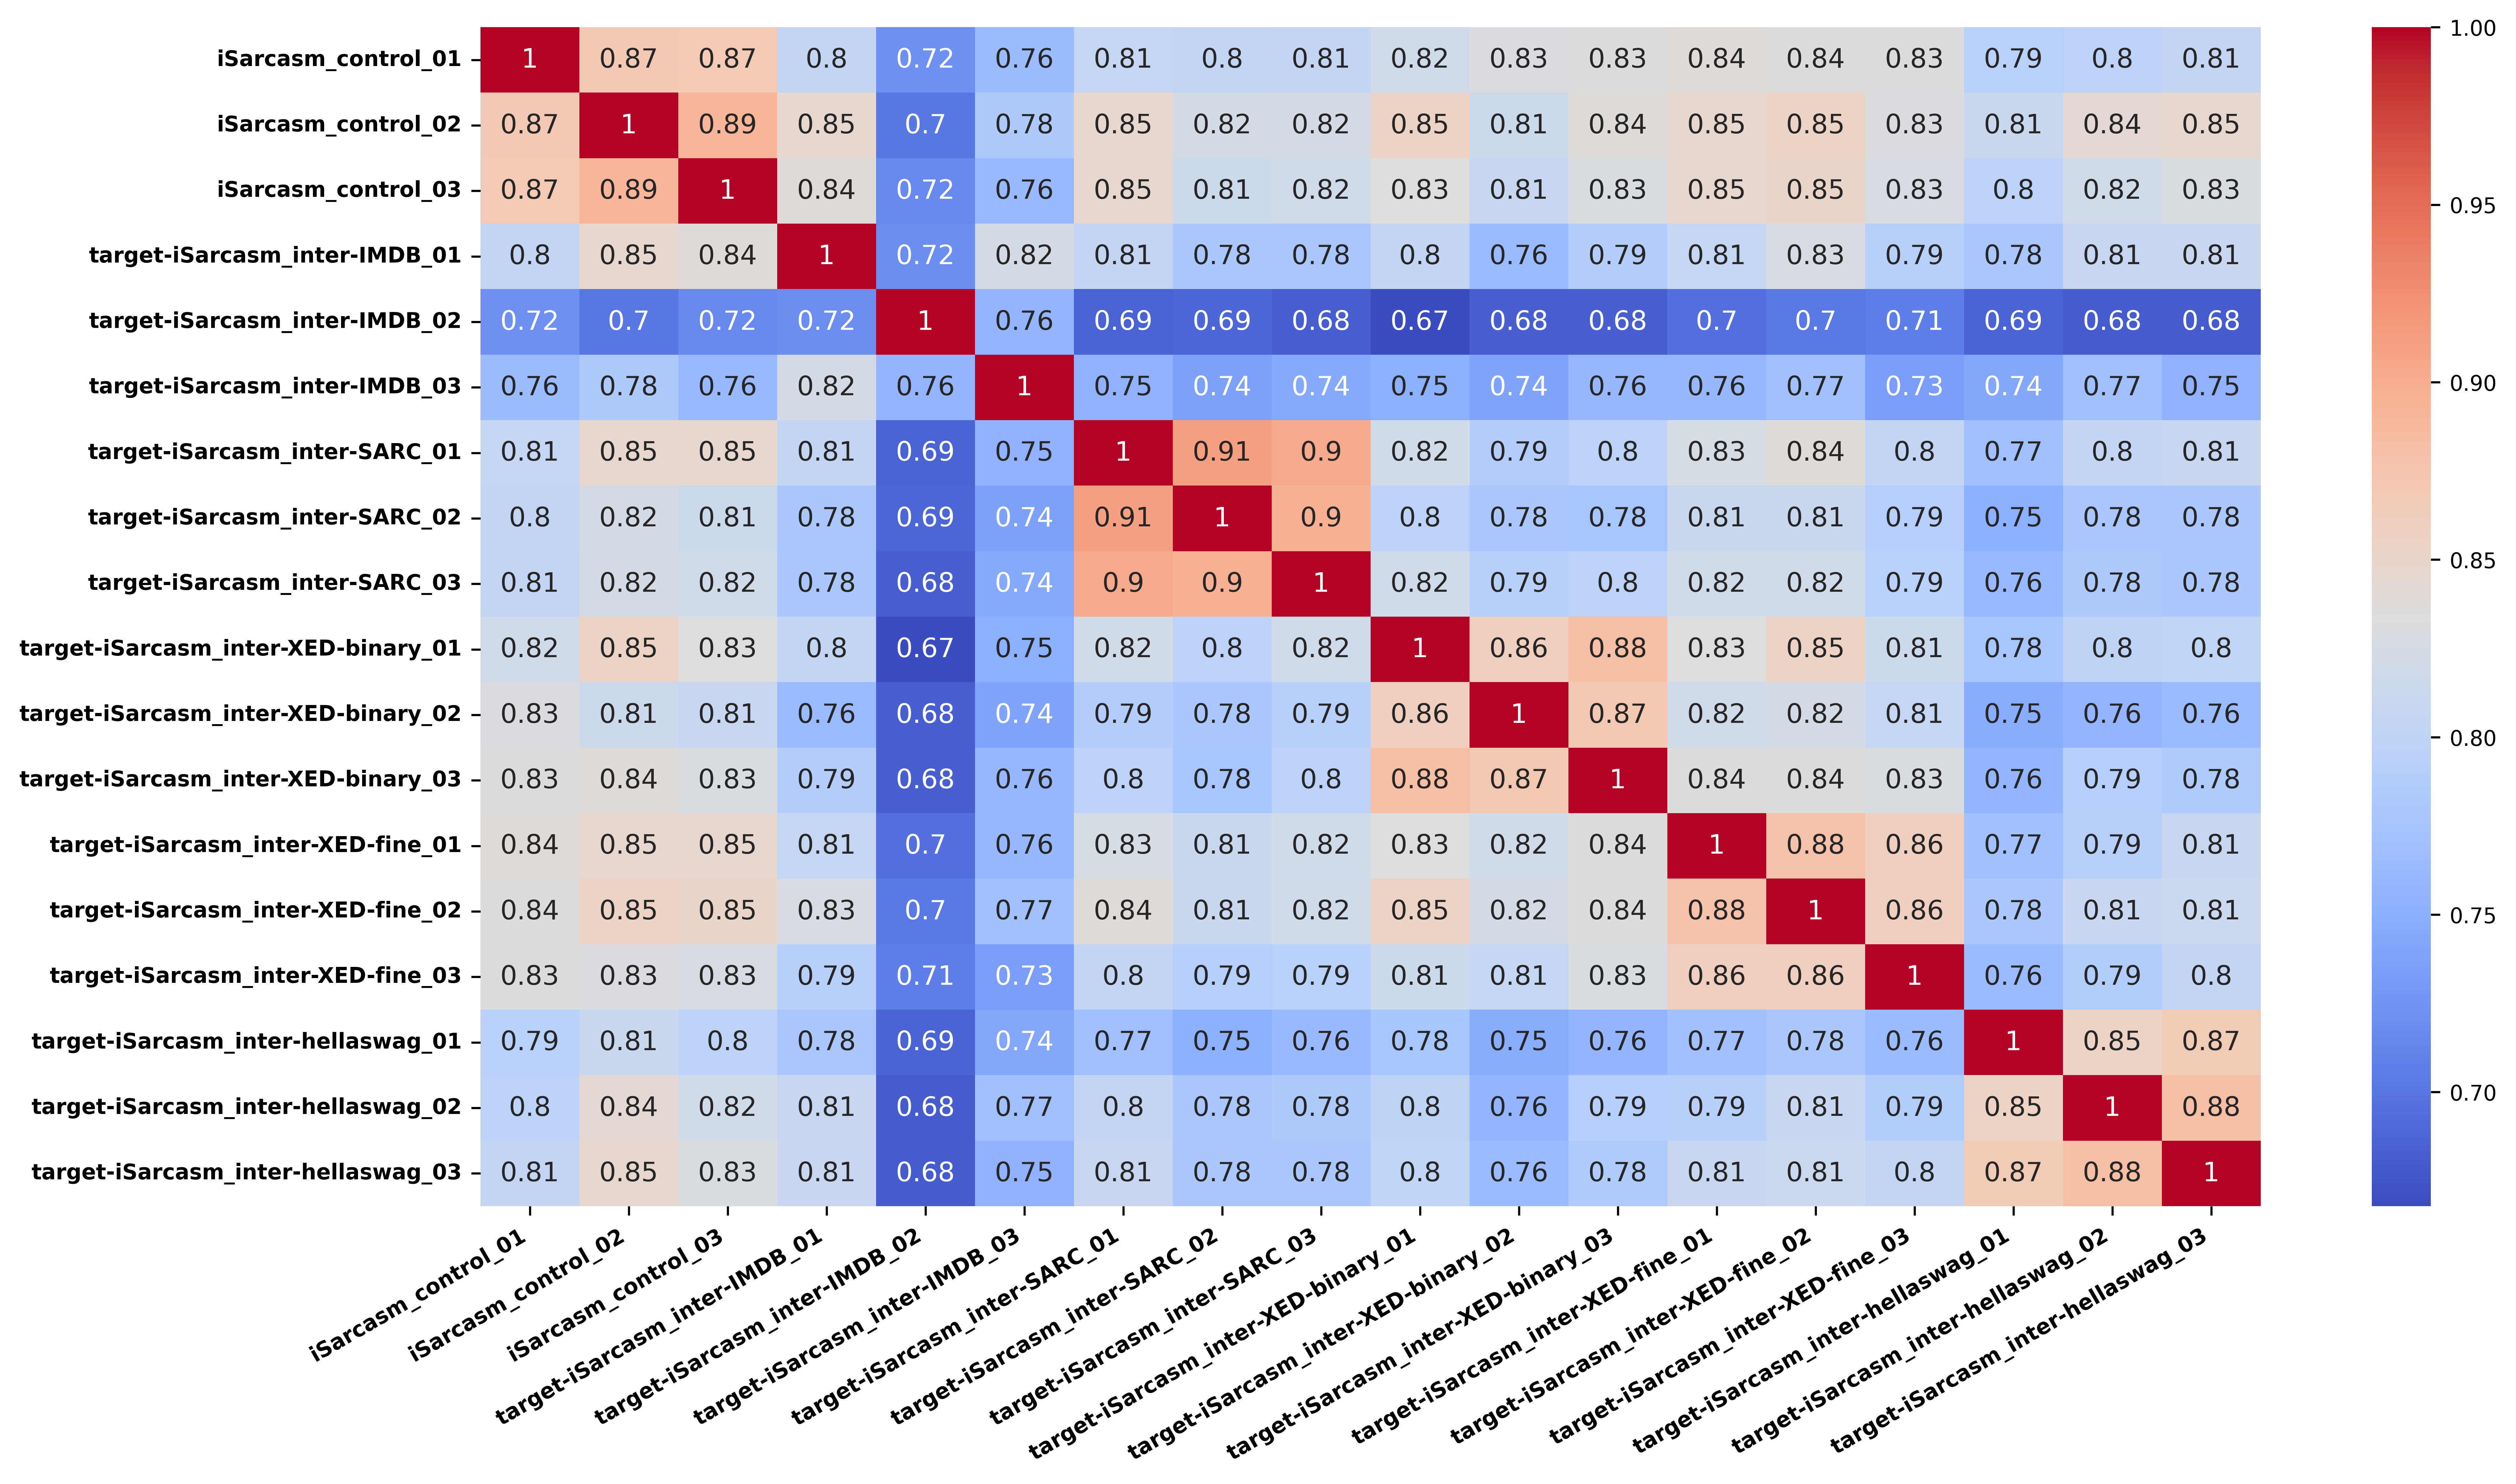 iSarcasm_control_01 1 0.87 0.87 0.8 0.72 0.76 0.81 0.8 0.81 0.82 0.83 0.83 0.84 0.84 0.83 0.79 0.8 0.81
iSarcasm_control_02 0.87 1 0.89 0.85 0.7 0.78 0.85 0.82 0.82 0.85 0.81 0.84 0.85 0.85 0.83 0.81 0.84 0.85
iSarcasm_control_03 0.87 0.89 1 0.84 0.72 0.76 0.85 0.81 0.82 0.83 0.81 0.83 0.85 0.85 0.83 0.8 0.82 0.83
target-iSarcasm_inter-IMDB_01 0.8 0.85 0.84 1 0.72 0.82 0.81 0.78 0.78 0.8 0.76 0.79 0.81 0.83 0.79 0.78 0.81 0.81
target-iSarcasm_inter-IMDB_02 0.72 0.7 0.72 0.72 1 0.76 0.69 0.69 0.68 0.67 0.68 0.68 0.7 0.7 0.71 0.69 0.68 0.68
target-iSarcasm_inter-IMDB_03 0.76 0.78 0.76 0.82 0.76 1 0.75 0.74 0.74 0.75 0.74 0.76 0.76 0.77 0.73 0.74 0.77 0.75
target-iSarcasm_inter-SARC_01 0.81 0.85 0.85 0.81 0.69 0.75 1 0.91 0.9 0.82 0.79 0.8 0.83 0.84 0.8 0.77 0.8 0.81
target-iSarcasm_inter-SARC_02 0.8 0.82 0.81 0.78 0.69 0.74 0.91 1 0.9 0.8 0.78 0.78 0.81 0.81 0.79 0.75 0.78 0.78
target-iSarcasm_inter-SARC_03 0.81 0.82 0.82 0.78 0.68 0.74 0.9 0.9 1 0.82 0.79 0.8 0.82 0.82 0.79 0.76 0.78 0.78
target-iSarcasm_inter-XED-binary_01 0.82 0.85 0.83 0.8 0.67 0.75 0.82 0.8 0.82 1 0.86 0.88 0.83 0.85 0.81 0.78 0.8 0.8
target-iSarcasm_inter-XED-binary_02 0.83 0.81 0.81 0.76 0.68 0.74 0.79 0.78 0.79 0.86 1 0.87 0.82 0.82 0.81 0.75 0.76 0.76
target-iSarcasm_inter-XED-binary_03 0.83 0.84 0.83 0.79 0.68 0.76 0.8 0.78 0.8 0.88 0.87 1 0.84 0.84 0.83 0.76 0.79 0.78
target-iSarcasm_inter-XED-fine_01 0.84 0.85 0.85 0.81 0.7 0.76 0.83 0.81 0.82 0.83 0.82 0.84 1 0.88 0.86 0.77 0.79 0.81
target-iSarcasm_inter-XED-fine_02 0.84 0.85 0.85 0.83 0.7 0.77 0.84 0.81 0.82 0.85 0.82 0.84 0.88 1 0.86 0.78 0.81 0.81
target-iSarcasm_inter-XED-fine_03 0.83 0.83 0.83 0.79 0.71 0.73 0.8 0.79 0.79 0.81 0.81 0.83 0.86 0.86 1 0.76 0.79 0.8
target-iSarcasm_inter-hellaswag_01 0.79 0.81 0.8 0.78 0.69 0.74 0.77 0.75 0.76 0.78 0.75 0.76 0.77 0.78 0.76 1 0.85 0.87
target-iSarcasm_inter-hellaswag_02 0.8 0.84 0.82 0.81 0.68 0.77 0.8 0.78 0.78 0.8 0.76 0.79 0.79 0.81 0.79 0.85 1 0.88
target-iSarcasm_inter-hellaswag_03 0.81 0.85 0.83 0.81 0.68 0.75 0.81 0.78 0.78 0.8 0.76 0.78 0.81 0.81 0.8 0.87 0.88 1
iSarcasm_control_01
iSarcasm_control_02
iSarcasm_control_03
target-iSarcasm_inter-IMDB_01
target-iSarcasm_inter-IMDB_02
target-iSarcasm_inter-IMDB_03
target-iSarcasm_inter-SARC_01
target-iSarcasm_inter-SARC_02
target-iSarcasm_inter-SARC_03
target-iSarcasm_inter-XED-binary_01
target-iSarcasm_inter-XED-binary_02
target-iSarcasm_inter-XED-binary_03
target-iSarcasm_inter-XED-fine_01
target-iSarcasm_inter-XED-fine_02
target-iSarcasm_inter-XED-fine_03
target-iSarcasm_inter-hellaswag_01
target-iSarcasm_inter-hellaswag_02
target-iSarcasm_inter-hellaswag_03
1.00
0.95
0.90
0.85
0.80
0.75
0.70